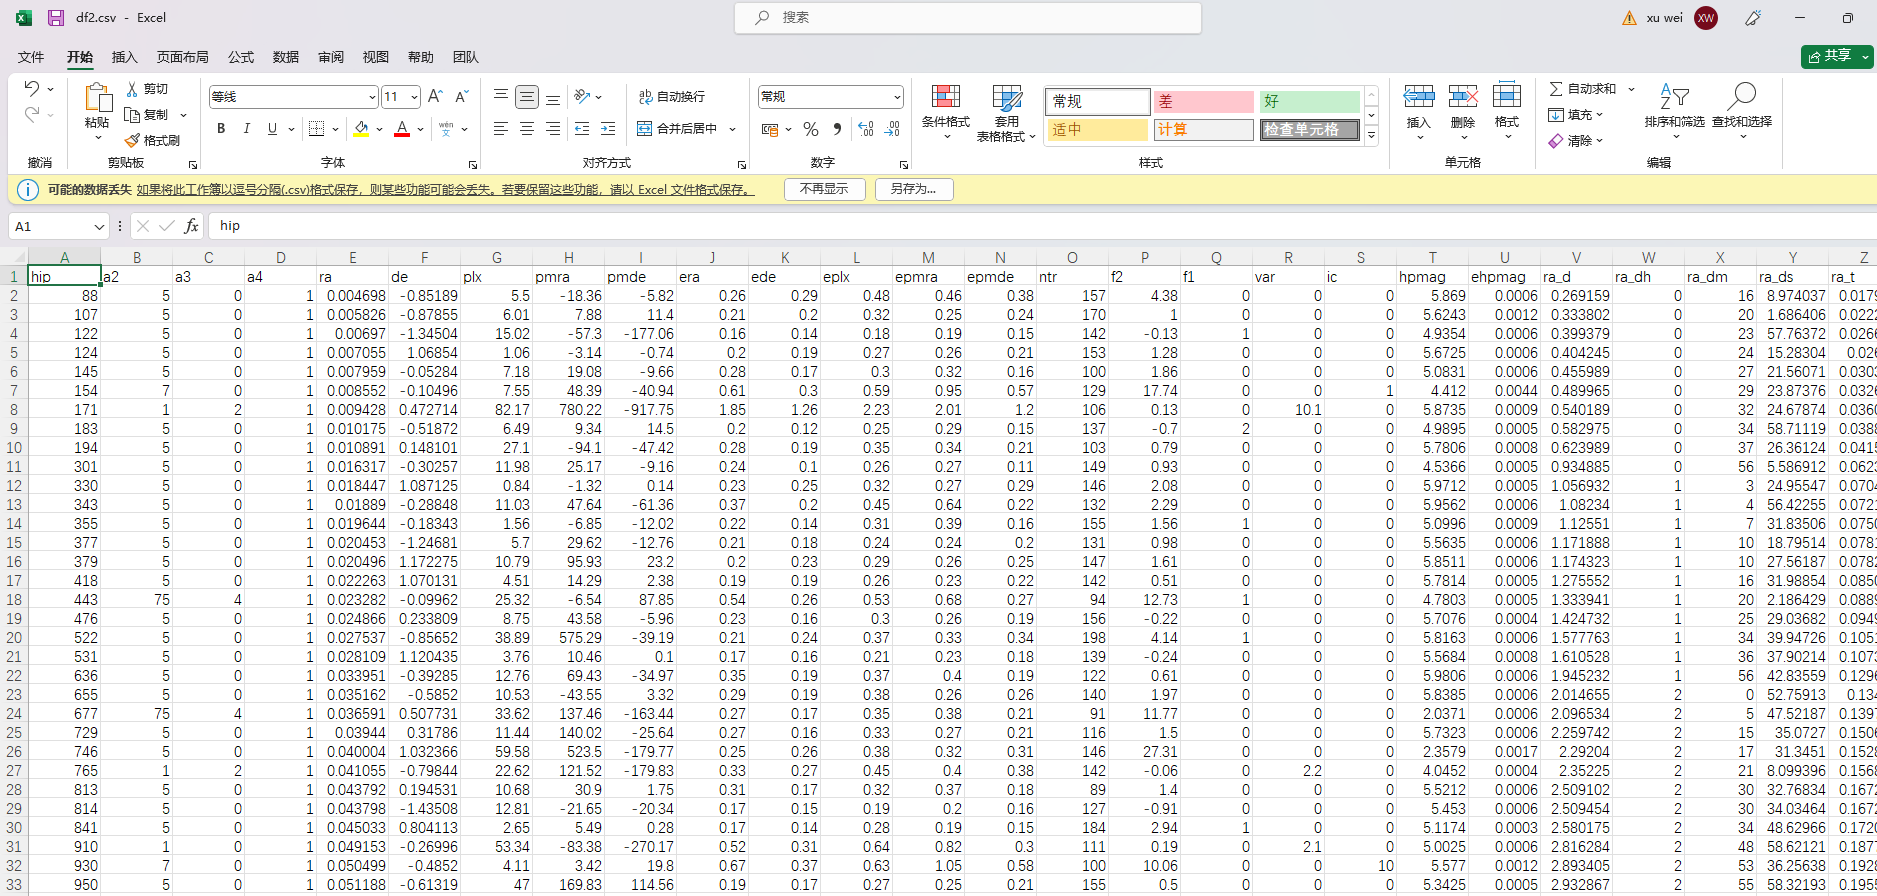 df2.csv - Excel 搜索 xu wei XW
文件 开始 插入 页面布局 公式 数据 审阅 视图 帮助 团队 共享
粘贴 剪切 复制 格式刷 等线 11 自动换行 合并后居中 常规 条件格式 套用表格格式 常规 差 好 适中 计算 检查单元格 插入 删除 格式 自动求和 填充 清除 排序和筛选 查找和选择
撤消 剪贴板 字体 对齐方式 数字 样式 单元格 编辑
可能的数据丢失 如果将此工作簿以逗号分隔(.csv)格式保存，则某些功能可能会丢失。若要保留这些功能，请以 Excel 文件格式保存。 不再显示 另存为...
A1 fx hip
A B C D E F G H I J K L M N O P Q R S T U V W X Y Z
1 hip a2 a3 a4 ra de plx pmra pmde era ede eplx epmra epmde ntr f2 f1 var ic hpmag ehpmag ra_d ra_dh ra_dm ra_ds ra_t
2 88 5 0 1 0.004698 -0.85189 5.5 -18.36 -5.82 0.26 0.29 0.48 0.46 0.38 157 4.38 0 0 0 5.869 0.0006 0.269159 0 16 8.974037 0.0179
3 107 5 0 1 0.005826 -0.87855 6.01 7.88 11.4 0.21 0.2 0.32 0.25 0.24 170 1 0 0 0 5.6243 0.0012 0.333802 0 20 1.686406 0.0222
4 122 5 0 1 0.00697 -1.34504 15.02 -57.3 -177.06 0.16 0.14 0.18 0.19 0.15 142 -0.13 1 0 0 4.9354 0.0006 0.399379 0 23 57.76372 0.0266
5 124 5 0 1 0.007055 1.06854 1.06 -3.14 -0.74 0.2 0.19 0.27 0.26 0.21 153 1.28 0 0 0 5.6725 0.0006 0.404245 0 24 15.28304 0.026
6 145 5 0 1 0.007959 -0.05284 7.18 19.08 -9.66 0.28 0.17 0.3 0.32 0.16 100 1.86 0 0 0 5.0831 0.0006 0.455989 0 27 21.56071 0.0303
7 154 7 0 1 0.008552 -0.10496 7.55 48.39 -40.94 0.61 0.3 0.59 0.95 0.57 129 17.74 0 0 1 4.412 0.0044 0.489965 0 29 23.87376 0.0326
8 171 1 2 1 0.009428 0.472714 82.17 780.22 -917.75 1.85 1.26 2.23 2.01 1.2 106 0.13 0 10.1 0 5.8735 0.0009 0.540189 0 32 24.67874 0.0360
9 183 5 0 1 0.010175 -0.51872 6.49 9.34 14.5 0.2 0.12 0.25 0.29 0.15 137 -0.7 2 0 0 4.9895 0.0005 0.582975 0 34 58.71119 0.0388
10 194 5 0 1 0.010891 0.148101 27.1 -94.1 -47.42 0.28 0.19 0.35 0.34 0.21 103 0.79 0 0 0 5.7806 0.0008 0.623989 0 37 26.36124 0.0415
11 301 5 0 1 0.016317 -0.30257 11.98 25.17 -9.16 0.24 0.1 0.26 0.27 0.11 149 0.93 0 0 0 4.5366 0.0005 0.934885 0 56 5.586912 0.0623
12 330 5 0 1 0.018447 1.087125 0.84 -1.32 0.14 0.23 0.25 0.32 0.27 0.29 146 2.08 0 0 0 5.9712 0.0005 1.056932 1 3 24.95547 0.0704
13 343 5 0 1 0.01889 -0.28848 11.03 47.64 -61.36 0.37 0.2 0.45 0.64 0.22 132 2.29 0 0 0 5.9562 0.0006 1.08234 1 4 56.42255 0.0721
14 355 5 0 1 0.019644 -0.18343 1.56 -6.85 -12.02 0.22 0.14 0.31 0.39 0.16 155 1.56 1 0 0 5.0996 0.0009 1.12551 1 7 31.83506 0.0750
15 377 5 0 1 0.020453 -1.24681 5.7 29.62 -12.76 0.21 0.18 0.24 0.24 0.2 131 0.98 0 0 0 5.5635 0.0006 1.171888 1 10 18.79514 0.0781
16 379 5 0 1 0.020496 1.172275 10.79 95.93 23.2 0.2 0.23 0.29 0.26 0.25 147 1.61 0 0 0 5.8511 0.0006 1.174323 1 10 27.56187 0.0782
17 418 5 0 1 0.022263 1.070131 4.51 14.29 2.38 0.19 0.19 0.26 0.23 0.22 142 0.51 0 0 0 5.7814 0.0005 1.275552 1 16 31.98854 0.0850
18 443 75 4 1 0.023282 -0.09962 25.32 -6.54 87.85 0.54 0.26 0.53 0.68 0.27 94 12.73 1 0 0 4.7803 0.0005 1.333941 1 20 2.186429 0.0889
19 476 5 0 1 0.024866 0.233809 8.75 43.58 -5.96 0.23 0.16 0.3 0.26 0.19 156 -0.22 0 0 0 5.7076 0.0004 1.424732 1 25 29.03682 0.0949
20 522 5 0 1 0.027537 -0.85652 38.89 575.29 -39.19 0.21 0.24 0.37 0.33 0.34 198 4.14 1 0 0 5.8163 0.0006 1.577763 1 34 39.94726 0.1051
21 531 5 0 1 0.028109 1.120435 3.76 10.46 0.1 0.17 0.16 0.21 0.23 0.18 139 -0.24 0 0 0 5.5684 0.0008 1.610528 1 36 37.90214 0.1073
22 636 5 0 1 0.033951 -0.39285 12.76 69.43 -34.97 0.35 0.19 0.37 0.4 0.19 122 0.61 0 0 0 5.9806 0.0006 1.945232 1 56 42.83559 0.1296
23 655 5 0 1 0.035162 -0.5852 10.53 -43.55 3.32 0.29 0.19 0.38 0.26 0.26 140 1.97 0 0 0 5.8385 0.0006 2.014655 2 0 52.75913 0.134
24 677 75 4 1 0.036591 0.507731 33.62 137.46 -163.44 0.27 0.17 0.35 0.38 0.21 91 11.77 0 0 0 2.0371 0.0006 2.096534 2 5 47.52187 0.1397
25 729 5 0 1 0.03944 0.31786 11.44 140.02 -25.64 0.27 0.16 0.33 0.27 0.21 116 1.5 0 0 0 5.7323 0.0006 2.259742 2 15 35.0727 0.1506
26 746 5 0 1 0.040004 1.032366 59.58 523.5 -179.77 0.25 0.26 0.38 0.32 0.31 146 27.31 0 0 0 2.3579 0.0017 2.29204 2 17 31.3451 0.1528
27 765 1 2 1 0.041055 -0.79844 22.62 121.52 -179.83 0.33 0.27 0.45 0.4 0.38 142 -0.06 0 2.2 0 4.0452 0.0004 2.35225 2 21 8.099396 0.1568
28 813 5 0 1 0.043792 0.194531 10.68 30.9 1.75 0.31 0.17 0.32 0.37 0.18 89 1.4 0 0 0 5.5212 0.0006 2.509102 2 30 32.76834 0.1672
29 814 5 0 1 0.043798 -1.43508 12.81 -21.65 -20.34 0.17 0.15 0.19 0.2 0.16 127 -0.91 0 0 0 5.453 0.0006 2.509454 2 30 34.03464 0.1672
30 841 5 0 1 0.045033 0.804113 2.65 5.49 0.28 0.17 0.14 0.28 0.19 0.15 184 2.94 1 0 0 5.1174 0.0003 2.580175 2 34 48.62966 0.1720
31 910 1 0 1 0.049153 -0.26996 53.34 -83.38 -270.17 0.52 0.31 0.64 0.82 0.3 111 0.19 0 2.1 0 5.0025 0.0006 2.816284 2 48 58.62121 0.1877
32 930 7 0 1 0.050499 -0.4852 4.11 3.42 19.8 0.67 0.37 0.63 1.05 0.58 100 10.06 0 0 10 5.577 0.0012 2.893405 2 53 36.25638 0.1928
33 950 5 0 1 0.051188 -0.61319 47 169.83 114.56 0.19 0.17 0.27 0.25 0.21 155 0.5 0 0 0 5.3425 0.0005 2.932867 2 55 58.32193 0.1955